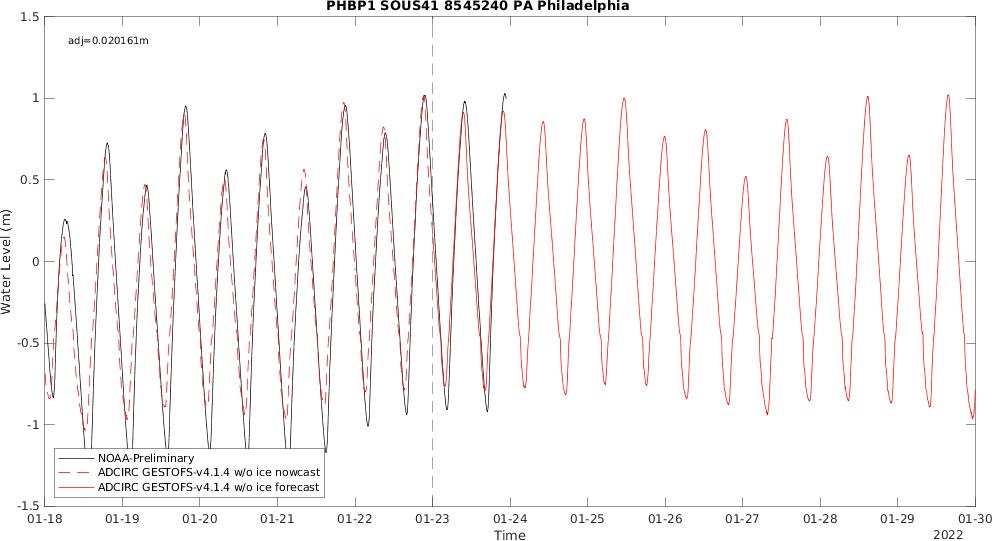 PHBP1 SOUS41 8545240 PA Philadelphia
1.5
adj=0.020161m
1
0.5
0
-0.5
-1
-1.5
Water Level (m)
NOAA-Preliminary
ADCIRC GESTOFS-v4.1.4 w/o ice nowcast
ADCIRC GESTOFS-v4.1.4 w/o ice forecast
01-18 01-19 01-20 01-21 01-22 01-23 01-24 01-25 01-26 01-27 01-28 01-29 01-30
Time
2022